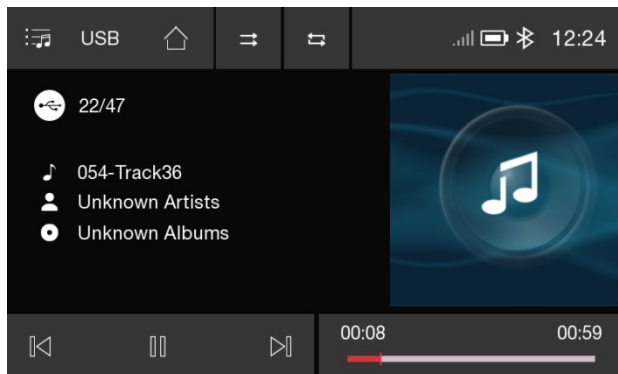 USB
12:24
22/47
054-Track36
Unknown Artists
Unknown Albums
00:08 00:59